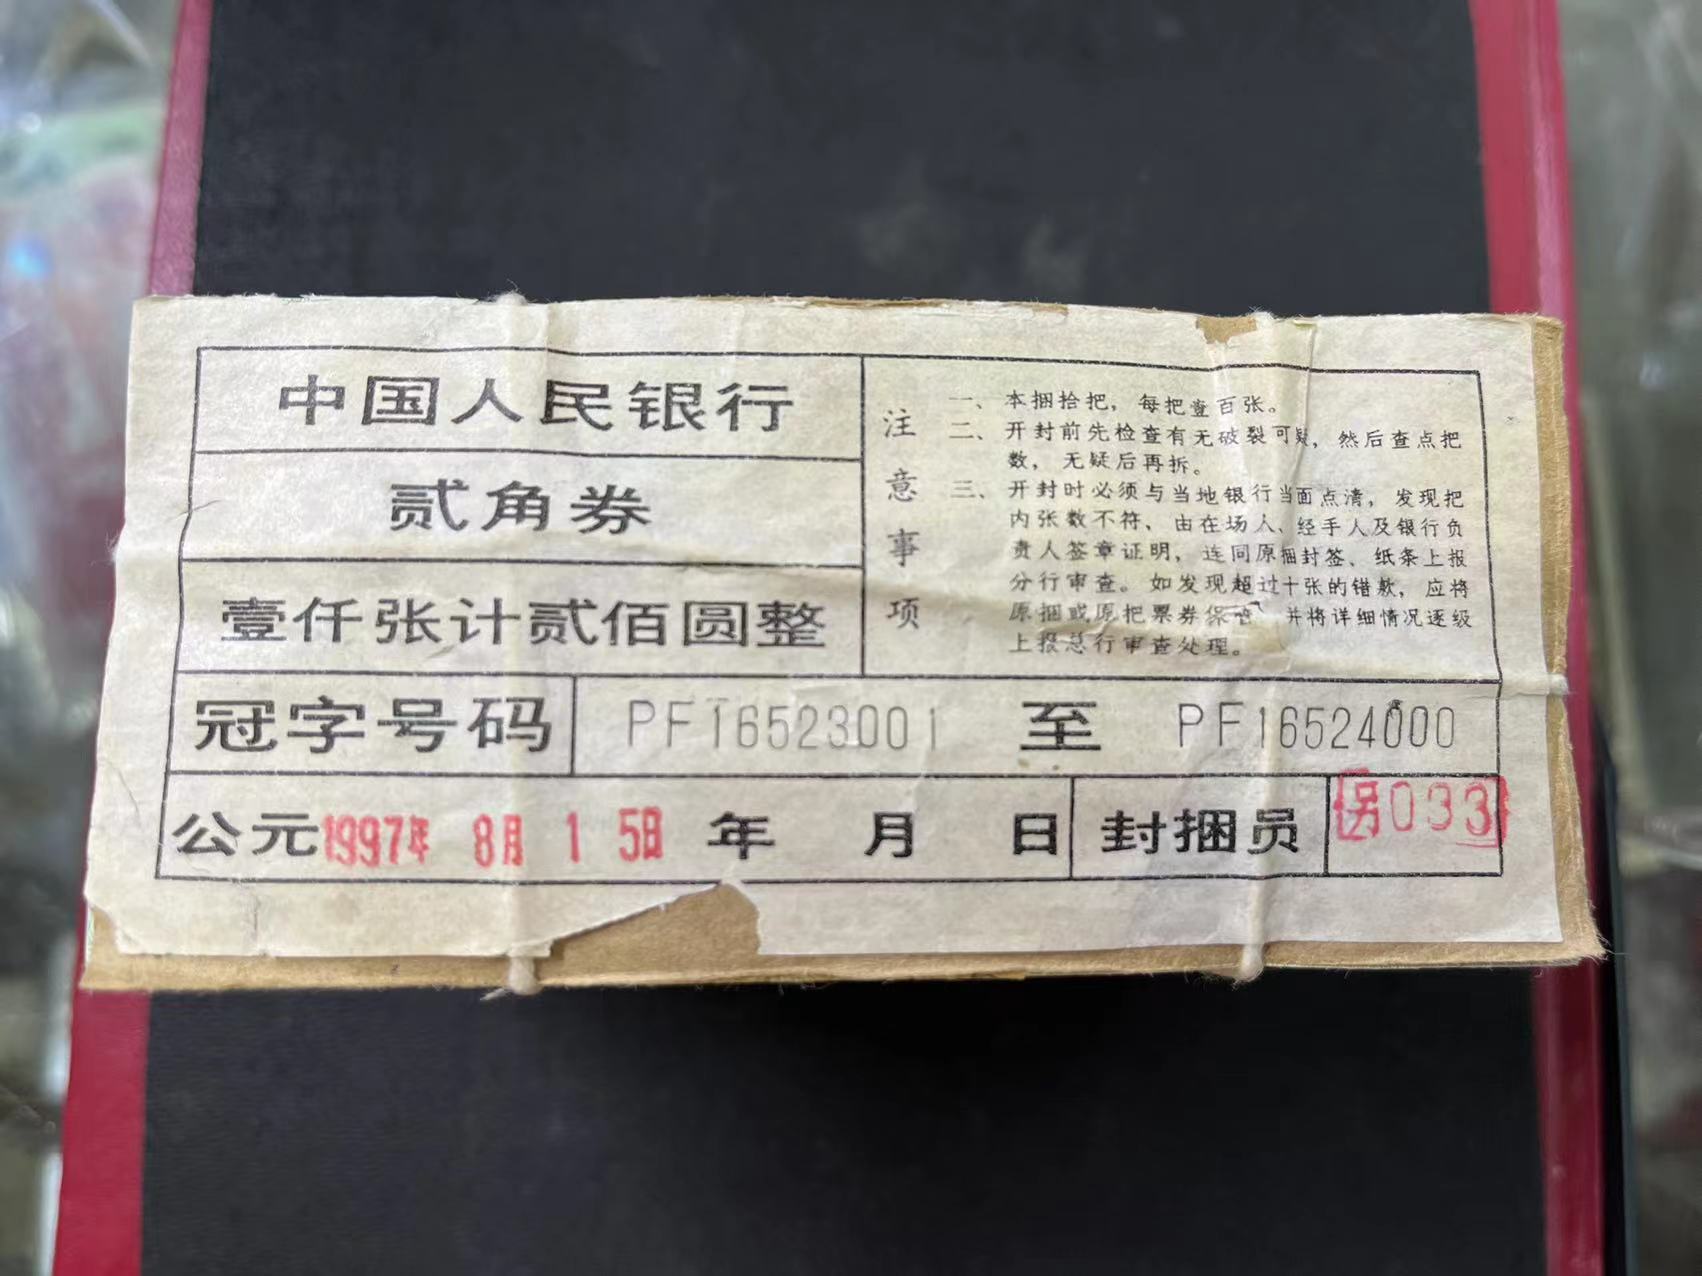 中国人民银行
贰角券
壹仟张计贰佰圆整
注意事项
一、本捆拾把，每把壹百张。
二、开封前先检查有无破裂可疑，然后查点把
数，无疑后再拆。
三、开封时必须与当地银行当面点清，发现把
内张数不符，由在场人、经手人及银行负
责人签章证明，连同原捆封签、纸条上报
分行审查。如发现超过十张的错款，应将
原捆或原把票券保管 并将详细情况逐级
上报总行审查处理。
冠字号码 PF16523001 至 PF16524000
公元1997年 8月 15日 年 月 日 封捆员 033